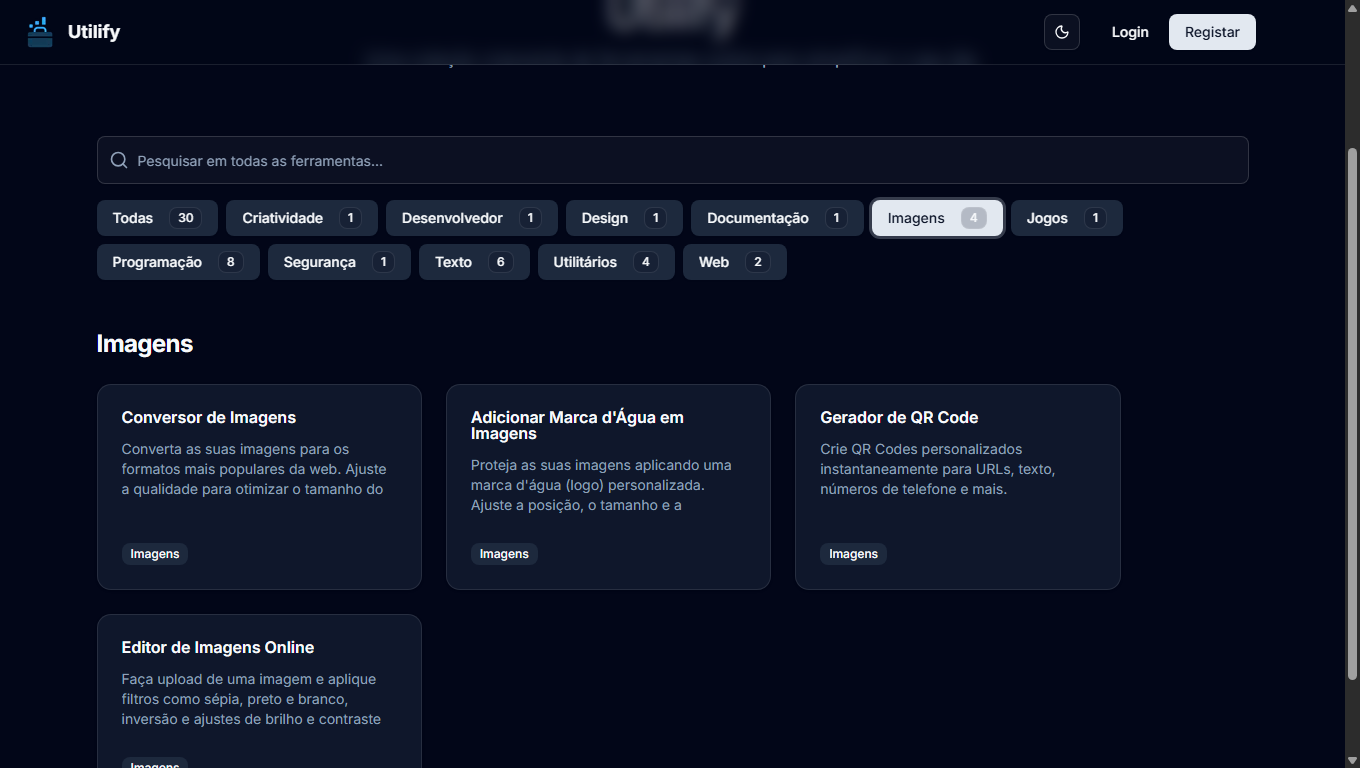 Utilify
Login
Registar
Pesquisar em todas as ferramentas...
Todas 30
Criatividade 1
Desenvolvedor 1
Design 1
Documentação 1
Imagens 4
Jogos 1
Programação 8
Segurança 1
Texto 6
Utilitários 4
Web 2
Imagens
Conversor de Imagens
Converta as suas imagens para os
formatos mais populares da web. Ajuste
a qualidade para otimizar o tamanho do
Imagens
Adicionar Marca d'Água em
Imagens
Proteja as suas imagens aplicando uma
marca d'água (logo) personalizada.
Ajuste a posição, o tamanho e a
Imagens
Gerador de QR Code
Crie QR Codes personalizados
instantaneamente para URLs, texto,
números de telefone e mais.
Imagens
Editor de Imagens Online
Faça upload de uma imagem e aplique
filtros como sépia, preto e branco,
inversão e ajustes de brilho e contraste
Imagens